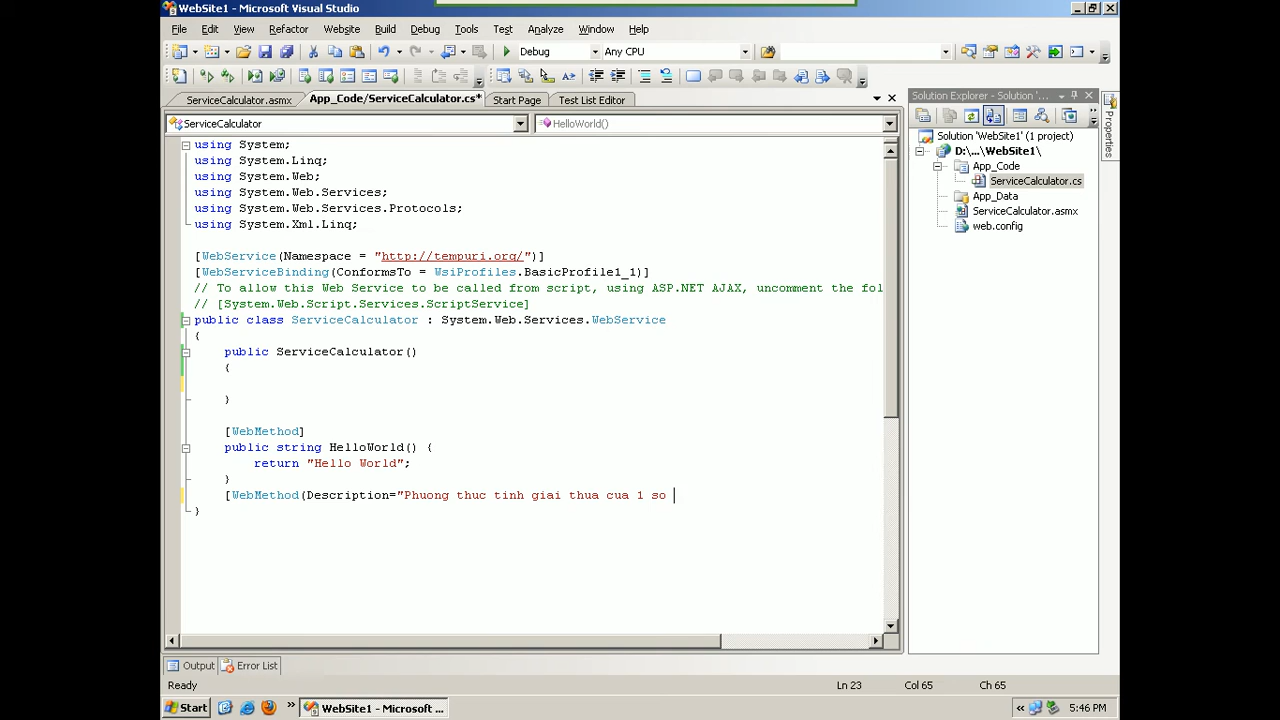 WebSite1 - Microsoft Visual Studio
File Edit View Refactor Website Build Debug Tools Test Analyze Window Help
Debug Any CPU
ServiceCalculator.asmx App_Code/ServiceCalculator.cs* Start Page Test List Editor
ServiceCalculator HelloWorld()
using System;
using System.Linq;
using System.Web;
using System.Web.Services;
using System.Web.Services.Protocols;
using System.Xml.Linq;
[WebService(Namespace = "http://tempuri.org/")]
[WebServiceBinding(ConformsTo = WsiProfiles.BasicProfile1_1)]
// To allow this Web Service to be called from script, using ASP.NET AJAX, uncomment the fol
// [System.Web.Script.Services.ScriptService]
public class ServiceCalculator : System.Web.Services.WebService
{
public ServiceCalculator()
{
}
[WebMethod]
public string HelloWorld() {
return "Hello World";
}
[WebMethod(Description="Phuong thuc tinh giai thua cua 1 so
}
Solution Explorer - Solution '...
Solution 'WebSite1' (1 project)
D:\...\WebSite1\
App_Code
ServiceCalculator.cs
App_Data
ServiceCalculator.asmx
web.config
Properties
Output Error List
Ready Ln 23 Col 65 Ch 65
Start WebSite1 - Microsoft ... 5:46 PM